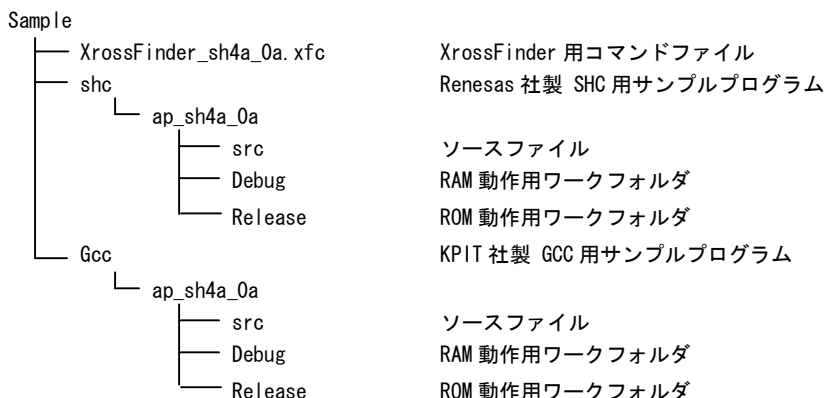 Sample
XrossFinder_sh4a_0a.xfc XrossFinder 用コマンドファイル
shc Renesas 社製 SHC 用サンプルプログラム
ap_sh4a_0a
src ソースファイル
Debug RAM 動作用ワークフォルダ
Release ROM 動作用ワークフォルダ
Gcc KPIT 社製 GCC 用サンプルプログラム
ap_sh4a_0a
src ソースファイル
Debug RAM 動作用ワークフォルダ
Release ROM 動作用ワークフォルダ